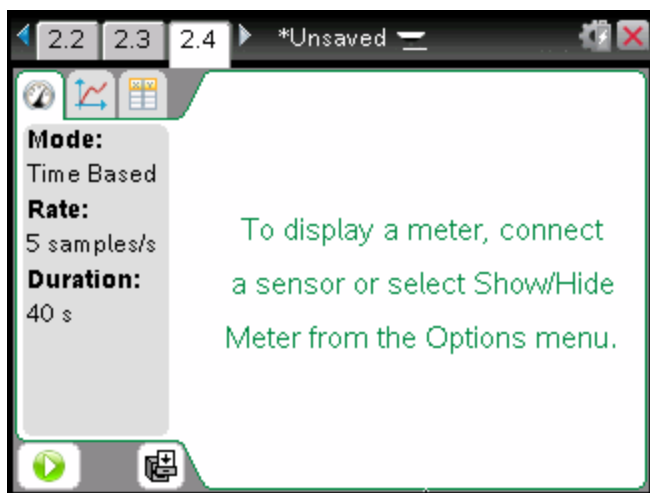 2.2 2.3 2.4 *Unsaved
Mode:
Time Based
Rate:
5 samples/s
Duration:
40 s
To display a meter, connect
a sensor or select Show/Hide
Meter from the Options menu.